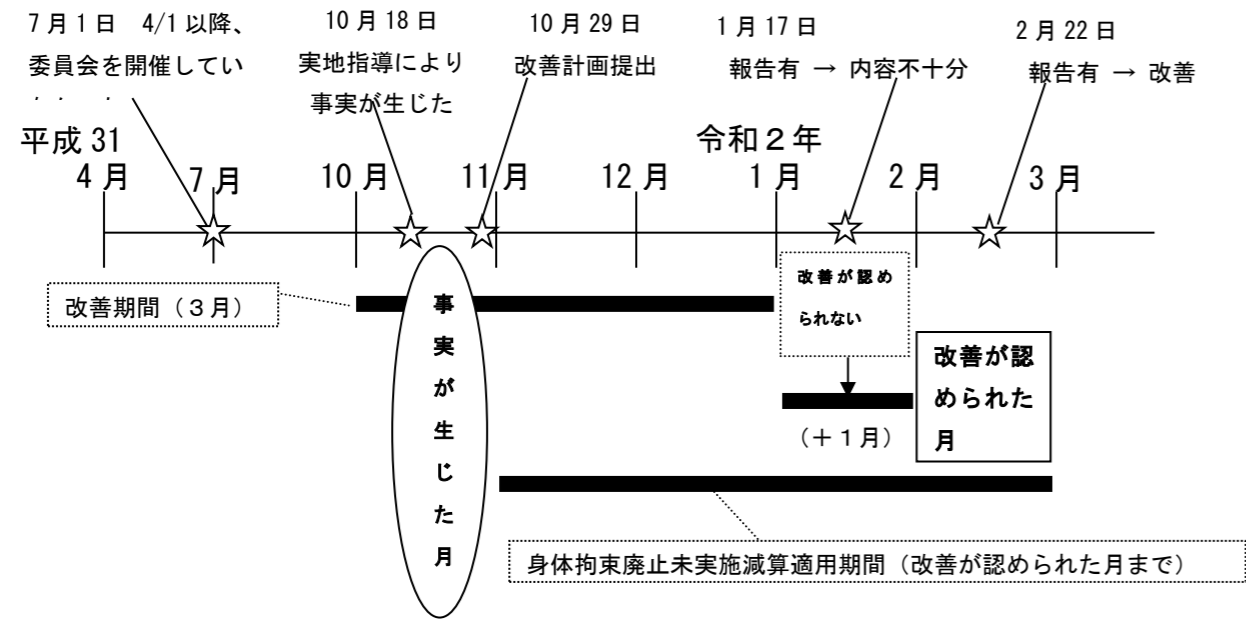 7月1日　4/1以降、
委員会を開催してい
10月18日
実地指導により
事実が生じた
10月29日
改善計画提出
1月17日
報告有 → 内容不十分
2月22日
報告有 → 改善
平成31
令和２年
4月
7月
10月
11月
12月
1月
2月
3月
改善期間（３月）
事実が生じた月
改善が認め
られない
（＋１月）
改善が認
められた
月
身体拘束廃止未実施減算適用期間（改善が認められた月まで）